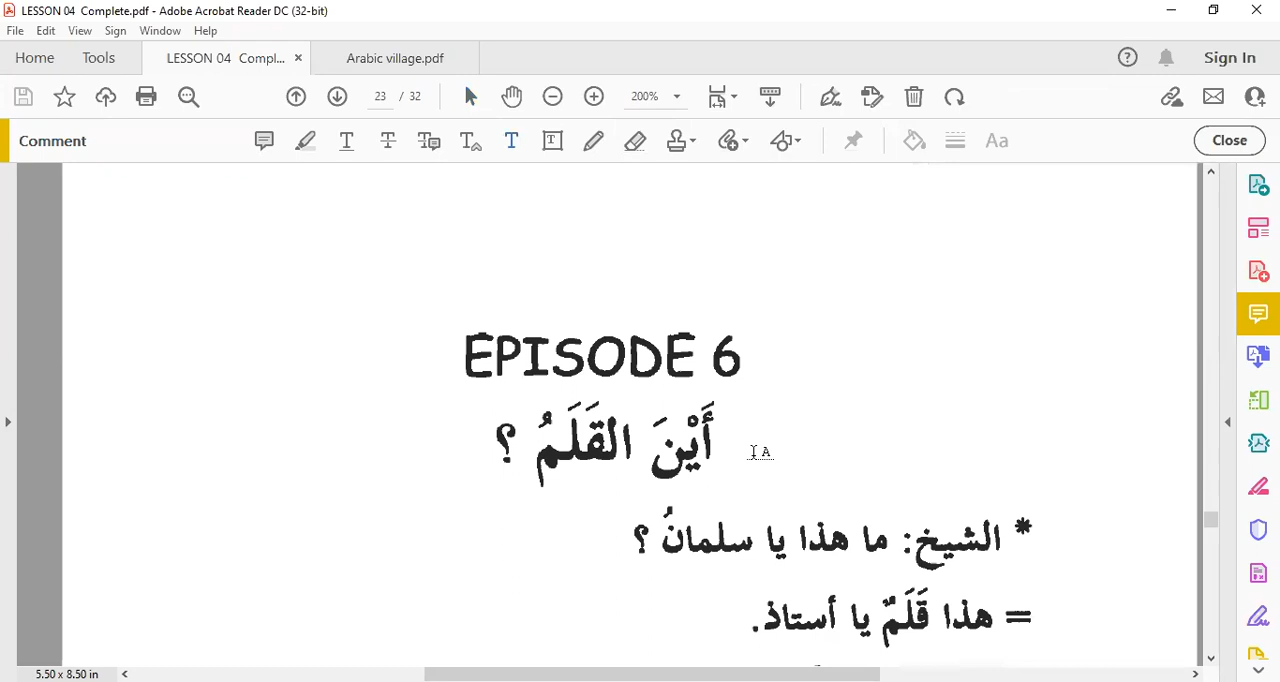 LESSON 04 Complete.pdf - Adobe Acrobat Reader DC (32-bit)
File Edit View Sign Window Help
Home Tools LESSON 04 Compl... × Arabic village.pdf Sign In
23 / 32 200%
Comment Close
EPISODE 6
أَيْنَ القَلَمُ ؟
* الشيخ: ما هذا يا سلمانُ ؟
= هذا قَلَمٌ يا أستاذ.
5.50 x 8.50 in